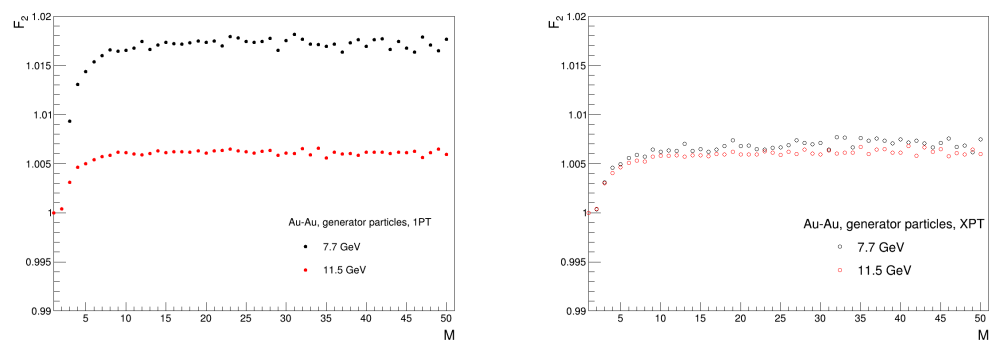 F2
1.02
1.015
1.01
1.005
1
0.995
0.99
5 10 15 20 25 30 35 40 45 50
M
Au-Au, generator particles, 1PT
7.7 GeV
11.5 GeV
F2
1.02
1.015
1.01
1.005
1
0.995
0.99
5 10 15 20 25 30 35 40 45 50
M
Au-Au, generator particles, XPT
7.7 GeV
11.5 GeV